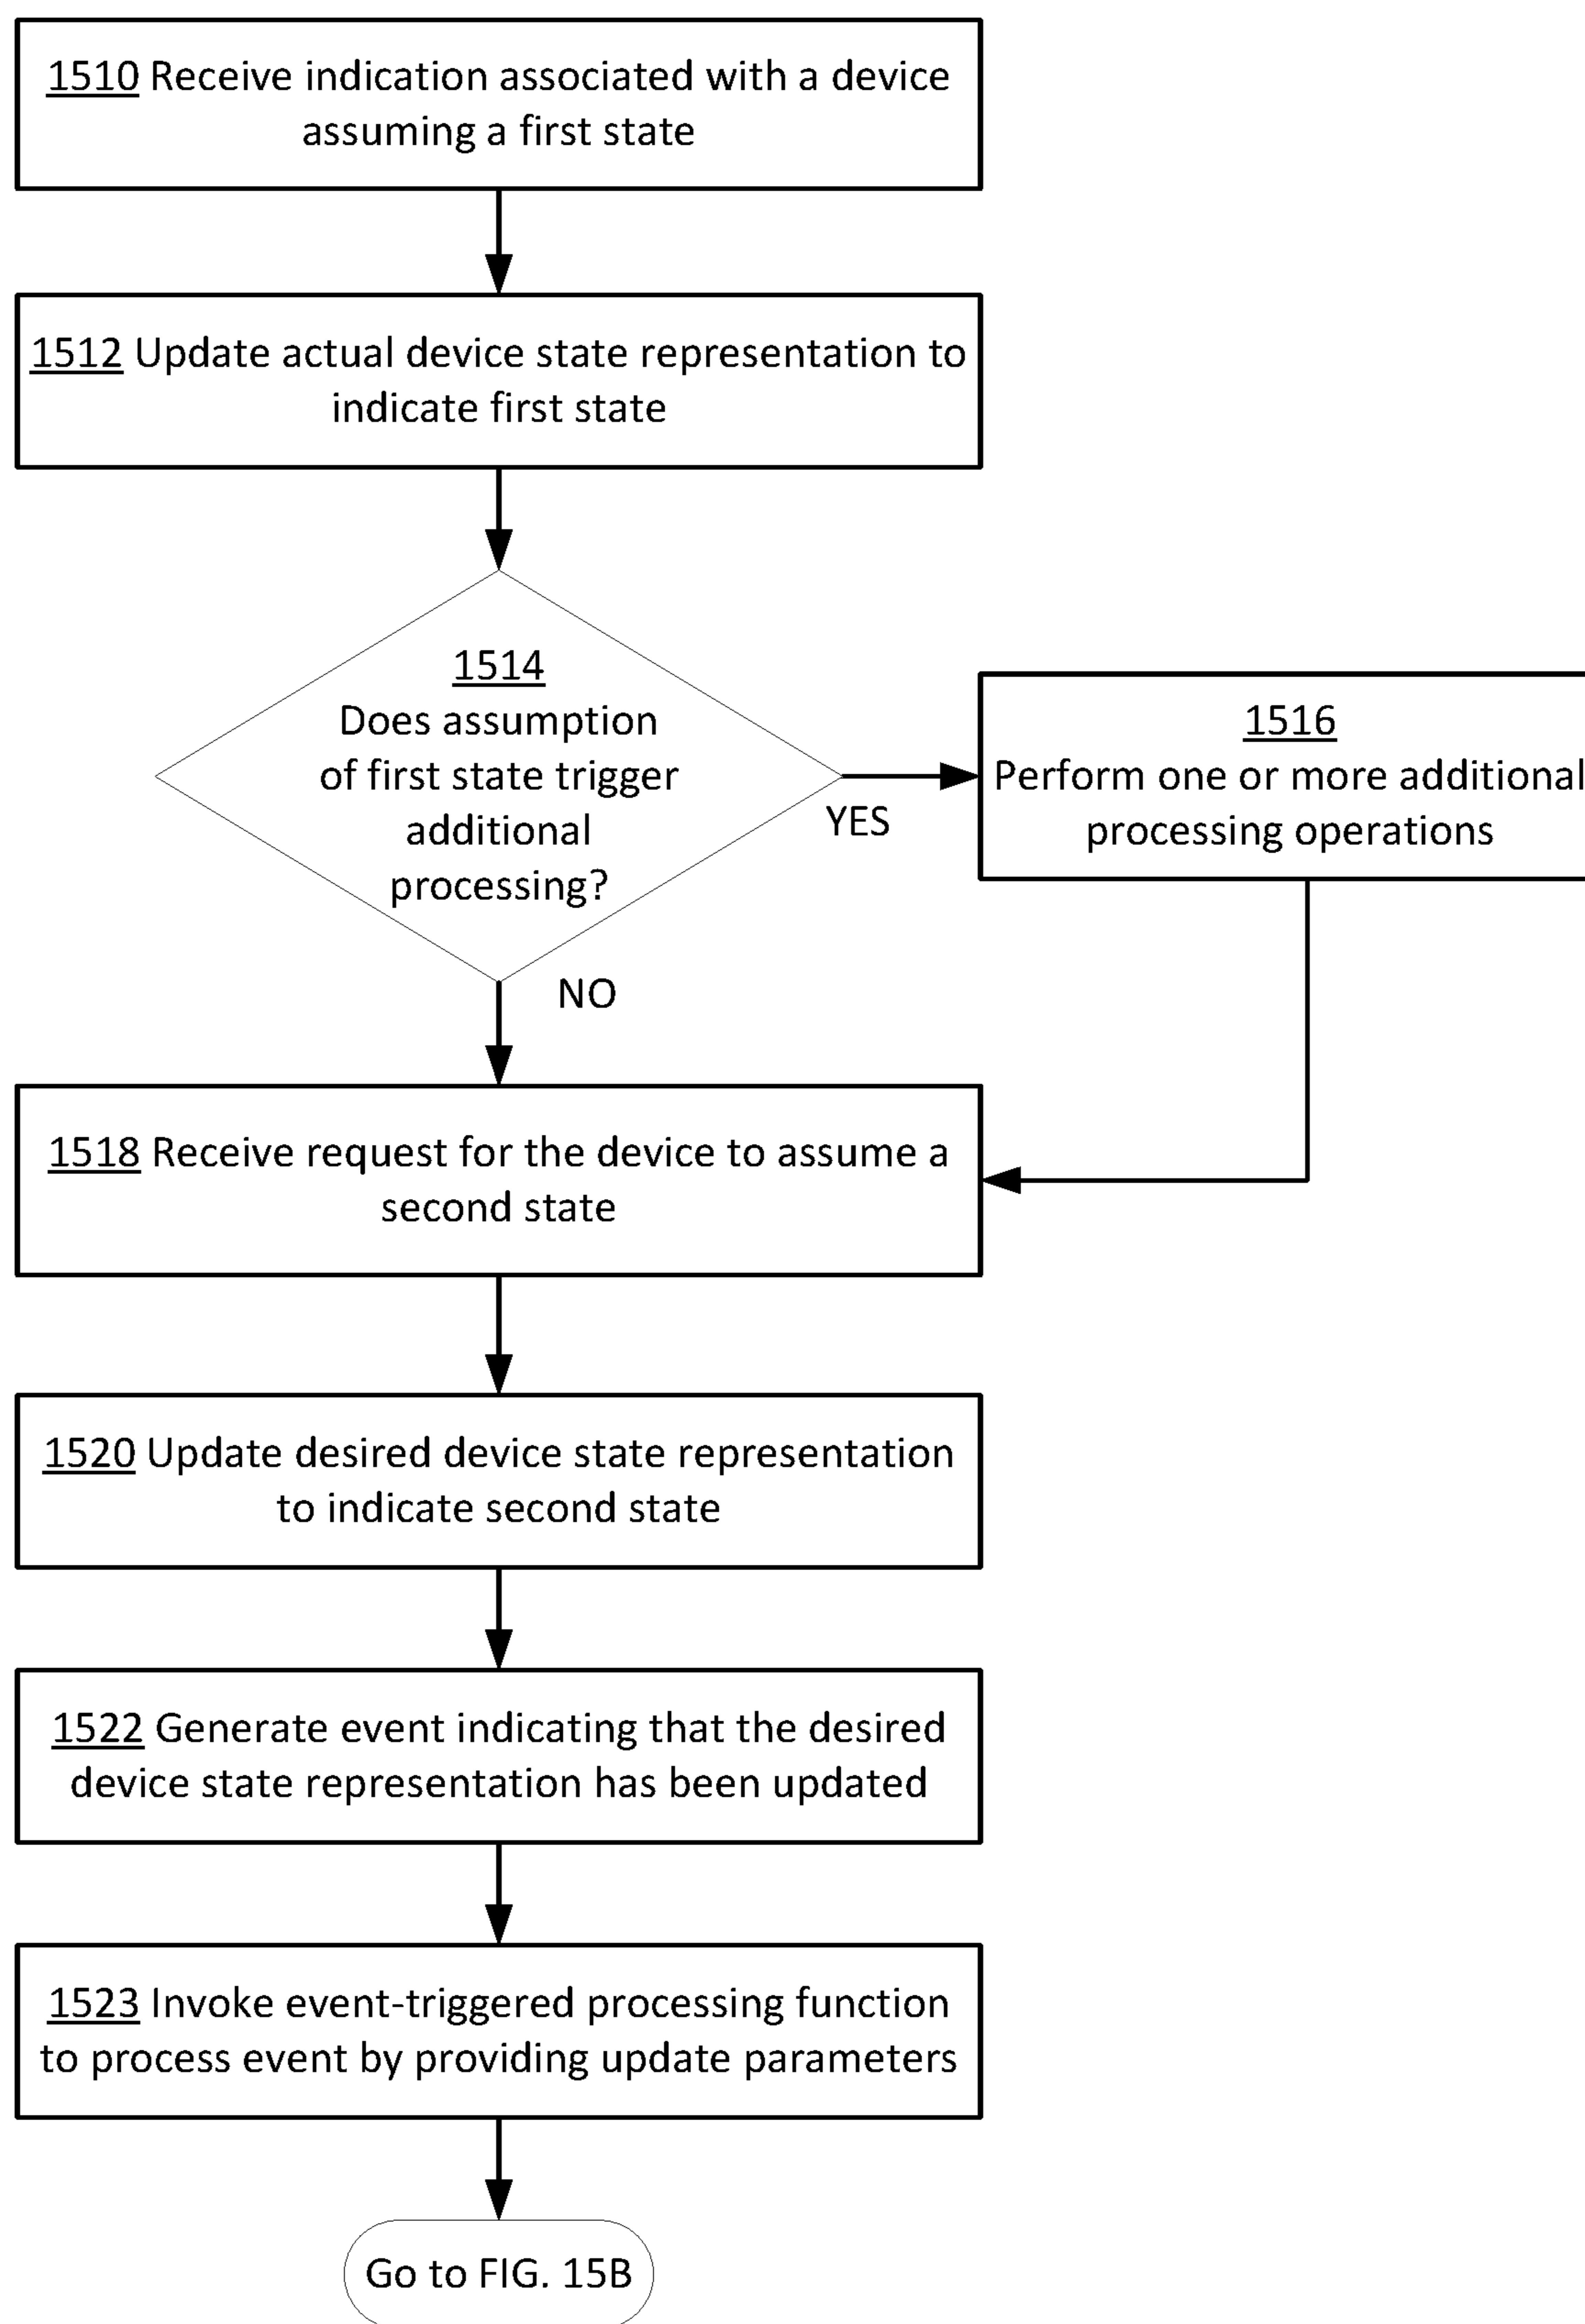 1510 Receive indication associated with a device
assuming a first state
1512 Update actual device state representation to
indicate first state
1514
Does assumption
of first state trigger
additional
processing?
YES
1516
Perform one or more additional
processing operations
NO
1518 Receive request for the device to assume a
second state
1520 Update desired device state representation
to indicate second state
1522 Generate event indicating that the desired
device state representation has been updated
1523 Invoke event-triggered processing function
to process event by providing update parameters
Go to FIG. 15B